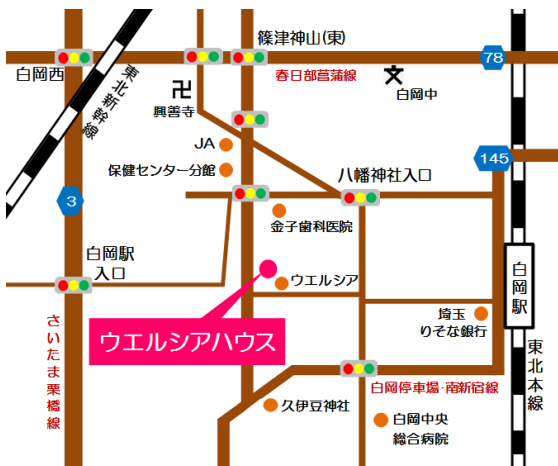 篠津神山(東)
白岡西
78
春日部菖蒲線
白岡中
東北新幹線
卍
興善寺
JA
保健センター分館
八幡神社入口
145
3
金子歯科医院
白岡駅
入口
ウエルシア
白岡駅
ウエルシアハウス
埼玉
りそな銀行
さいたま栗橋線
東北本線
白岡停車場・南新宿線
久伊豆神社
白岡中央
総合病院